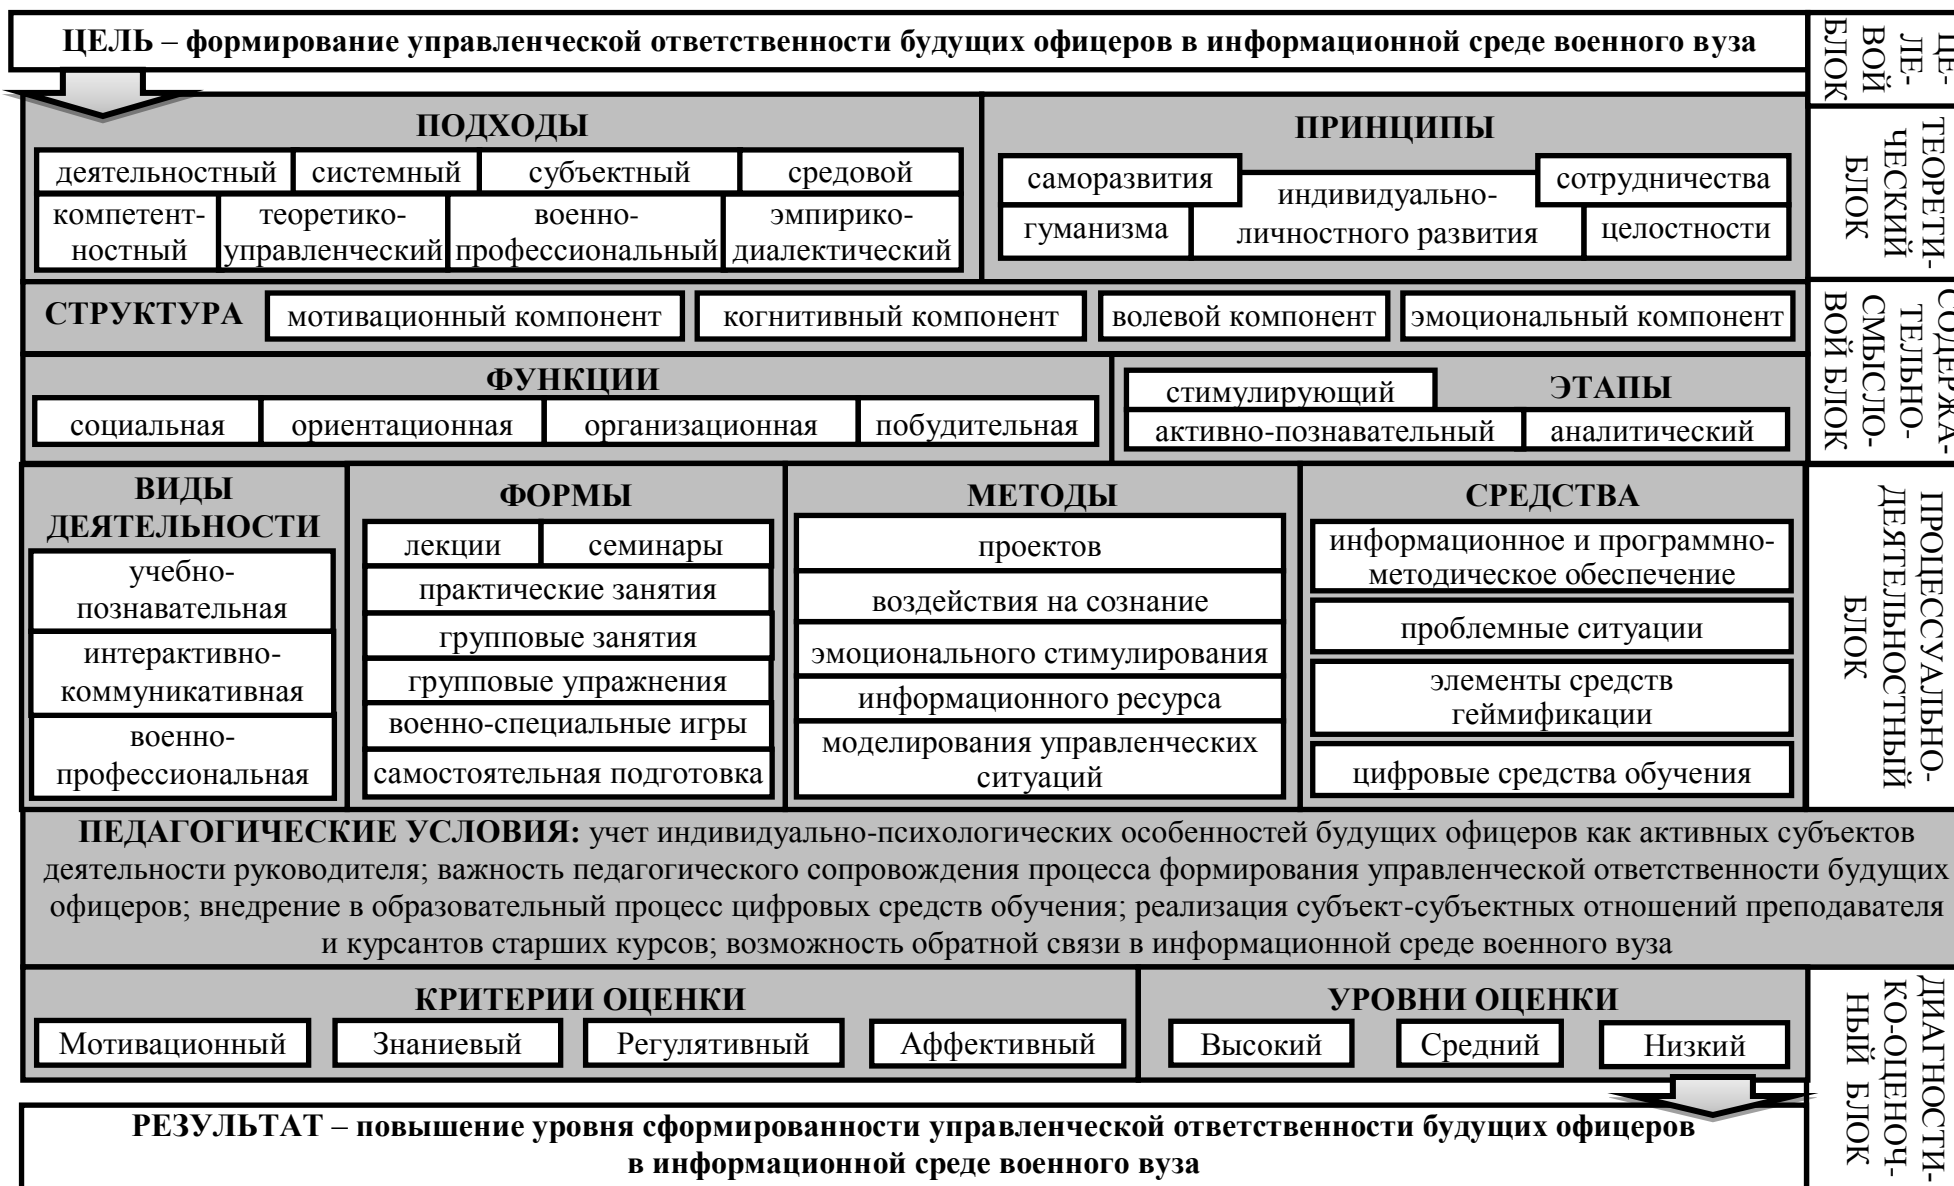 ЦЕЛЬ – формирование управленческой ответственности будущих офицеров в информационной среде военного вуза
ЦЕ-
ЛЕ-
ВОЙ
БЛОК
ПОДХОДЫ
деятельностный
системный
субъектный
средовой
компетент-
ностный
теоретико-
управленческий
военно-
профессиональный
эмпирико-
диалектический
ПРИНЦИПЫ
саморазвития
индивидуально-
личностного развития
сотрудничества
гуманизма
целостности
ТЕОРЕТИ-
ЧЕСКИЙ
БЛОК
СТРУКТУРА
мотивационный компонент
когнитивный компонент
волевой компонент
эмоциональный компонент
ФУНКЦИИ
социальная
ориентационная
организационная
побудительная
ЭТАПЫ
стимулирующий
активно-познавательный
аналитический
СОДЕРЖА-
ТЕЛЬНО-
СМЫСЛО-
ВОЙ БЛОК
ВИДЫ
ДЕЯТЕЛЬНОСТИ
учебно-
познавательная
интерактивно-
коммуникативная
военно-
профессиональная
ФОРМЫ
лекции
семинары
практические занятия
групповые занятия
групповые упражнения
военно-специальные игры
самостоятельная подготовка
МЕТОДЫ
проектов
воздействия на сознание
эмоционального стимулирования
информационного ресурса
моделирования управленческих
ситуаций
СРЕДСТВА
информационное и программно-
методическое обеспечение
проблемные ситуации
элементы средств
геймификации
цифровые средства обучения
ПРОЦЕССУАЛЬНО-
ДЕЯТЕЛЬНОСТНЫЙ
БЛОК
ПЕДАГОГИЧЕСКИЕ УСЛОВИЯ: учет индивидуально-психологических особенностей будущих офицеров как активных субъектов
деятельности руководителя; важность педагогического сопровождения процесса формирования управленческой ответственности будущих
офицеров; внедрение в образовательный процесс цифровых средств обучения; реализация субъект-субъектных отношений преподавателя
и курсантов старших курсов; возможность обратной связи в информационной среде военного вуза
КРИТЕРИИ ОЦЕНКИ
Мотивационный
Знаниевый
Регулятивный
Аффективный
УРОВНИ ОЦЕНКИ
Высокий
Средний
Низкий
ДИАГНОСТИ-
КО-ОЦЕНОЧ-
НЫЙ БЛОК
РЕЗУЛЬТАТ – повышение уровня сформированности управленческой ответственности будущих офицеров
в информационной среде военного вуза